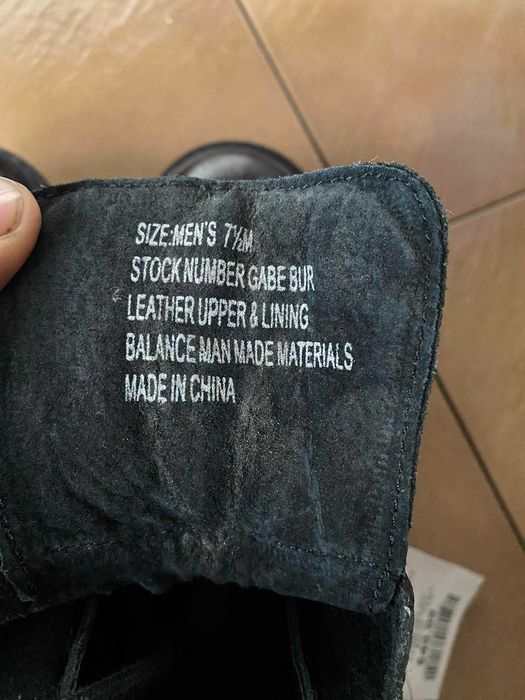 SIZE:MEN'S 7½M
STOCK NUMBER GABE BUR
LEATHER UPPER & LINING
BALANCE MAN MADE MATERIALS
MADE IN CHINA